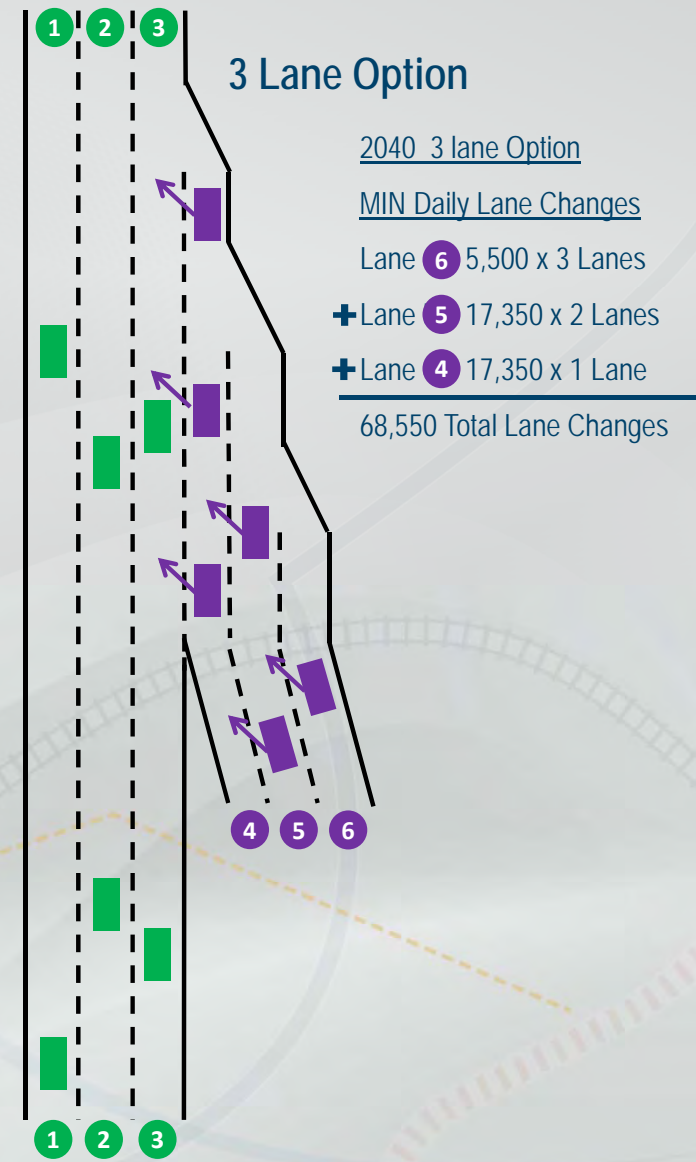 1 2 3
3 Lane Option
2040 3 lane Option
MIN Daily Lane Changes
Lane 6 5,500 x 3 Lanes
+Lane 5 17,350 x 2 Lanes
+Lane 4 17,350 x 1 Lane
68,550 Total Lane Changes
4 5 6
1 2 3